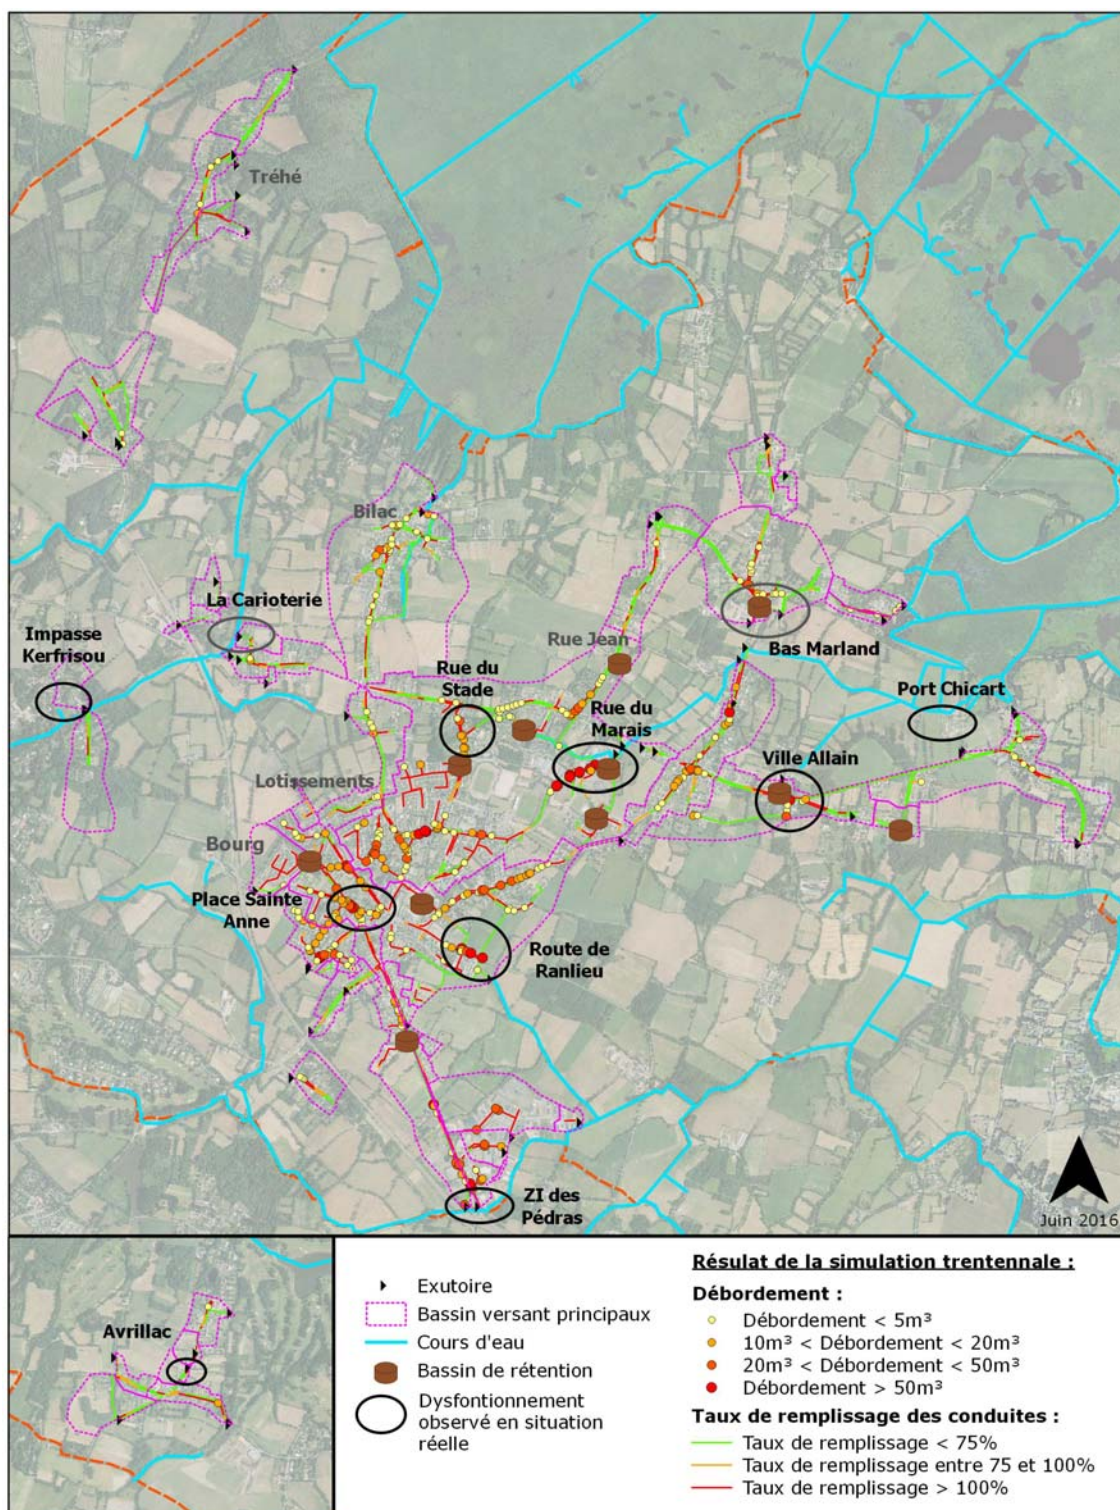 Tréhé
Bilac
La Carioterie
Impasse
Kerfrisou
Rue du
Stade
Rue Jean
Rue du
Marais
Bas Marland
Port Chicart
Ville Allain
Lotissements
Bourg
Place Sainte
Anne
Route de
Ranlieu
ZI des
Pédras
Juin 2016
Avrillac
Exutoire
Bassin versant principaux
Cours d'eau
Bassin de rétention
Dysfontionnement
observé en situation
réelle
Résulat de la simulation trentennale :
Débordement :
Débordement < 5m³
10m³ < Débordement < 20m³
20m³ < Débordement < 50m³
Débordement > 50m³
Taux de remplissage des conduites :
Taux de remplissage < 75%
Taux de remplissage entre 75 et 100%
Taux de remplissage > 100%